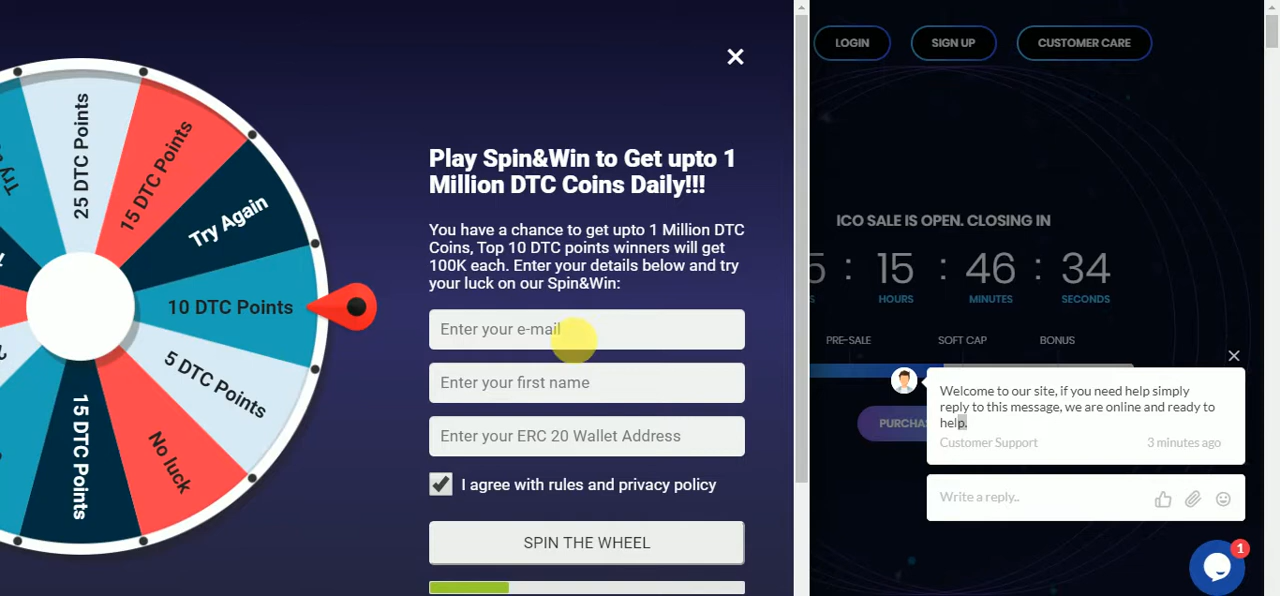 25 DTC Points
15 DTC Points
Try Again
10 DTC Points
5 DTC Points
No luck
15 DTC Points
Play Spin&Win to Get upto 1
Million DTC Coins Daily!!!
You have a chance to get upto 1 Million DTC
Coins, Top 10 DTC points winners will get
100K each. Enter your details below and try
your luck on our Spin&Win:
Enter your e-mail
Enter your first name
Enter your ERC 20 Wallet Address
I agree with rules and privacy policy
SPIN THE WHEEL
LOGIN
SIGN UP
CUSTOMER CARE
ICO SALE IS OPEN. CLOSING IN
5 : 15 : 46 : 34
HOURS MINUTES SECONDS
PRE-SALE SOFT CAP BONUS
Welcome to our site, if you need help simply
reply to this message, we are online and ready to
help.
Customer Support 3 minutes ago
Write a reply..
1